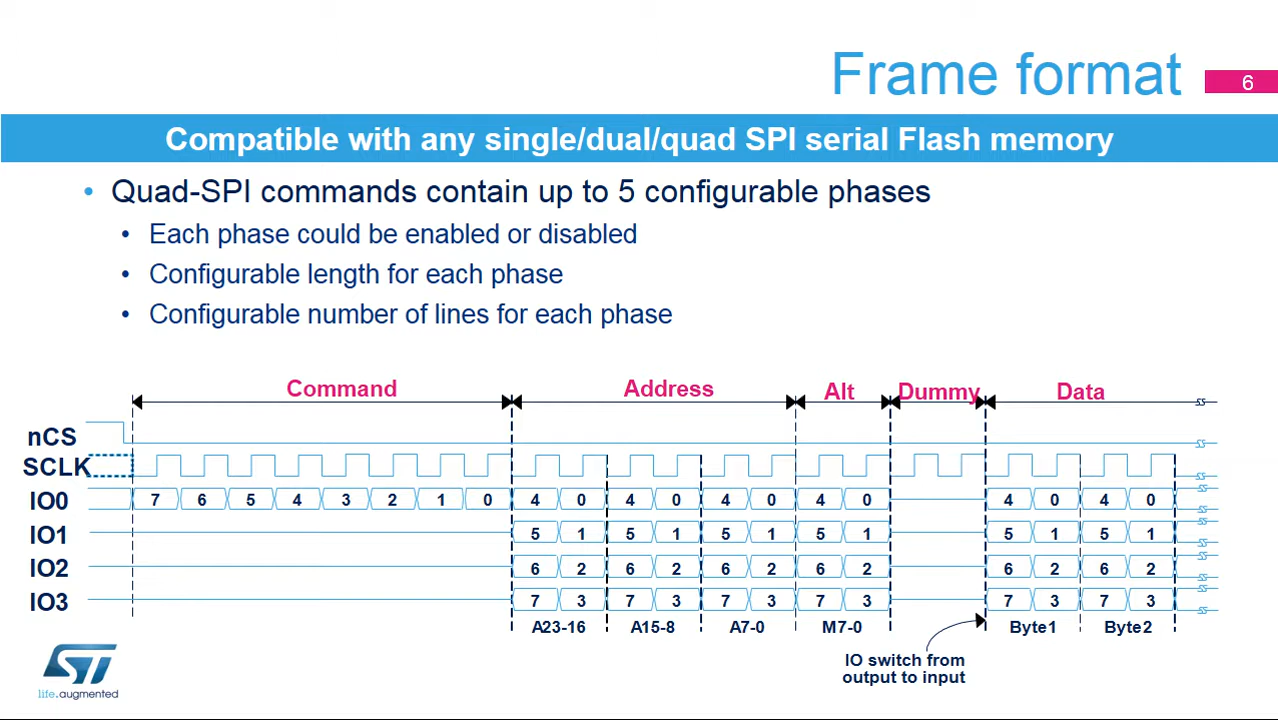 Frame format
6
Compatible with any single/dual/quad SPI serial Flash memory
• Quad-SPI commands contain up to 5 configurable phases
• Each phase could be enabled or disabled
• Configurable length for each phase
• Configurable number of lines for each phase
Command Address Alt Dummy Data
nCS
SCLK
IO0 7 6 5 4 3 2 1 0 4 0 4 0 4 0 4 0 4 0 4 0
IO1 5 1 5 1 5 1 5 1 5 1 5 1
IO2 6 2 6 2 6 2 6 2 6 2 6 2
IO3 7 3 7 3 7 3 7 3 7 3 7 3
A23-16 A15-8 A7-0 M7-0 Byte1 Byte2
IO switch from
output to input
ST
life.augmented